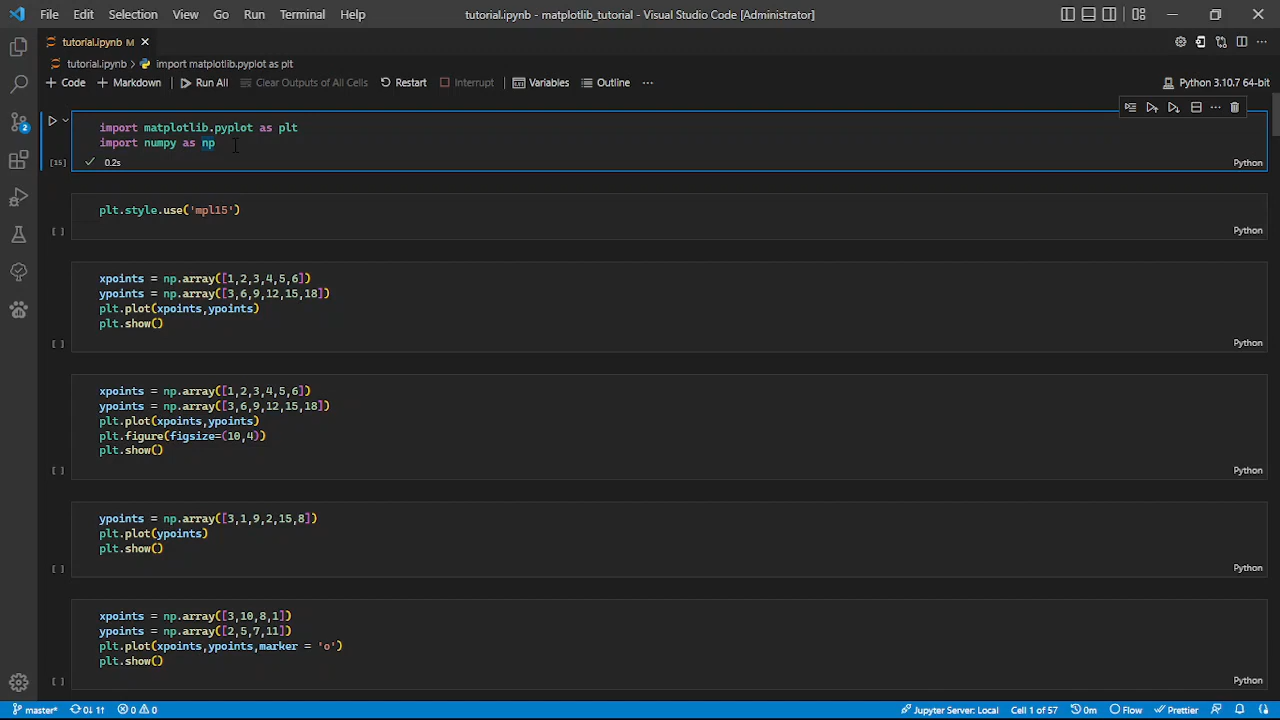 File Edit Selection View Go Run Terminal Help
tutorial.ipynb - matplotlib_tutorial - Visual Studio Code [Administrator]
tutorial.ipynb M
tutorial.ipynb > import matplotlib.pyplot as plt
+ Code + Markdown Run All Clear Outputs of All Cells Restart Interrupt Variables Outline ...
Python 3.10.7 64-bit
import matplotlib.pyplot as plt
import numpy as np
[15] 0.2s Python
plt.style.use('mpl15')
[ ] Python
xpoints = np.array([1,2,3,4,5,6])
ypoints = np.array([3,6,9,12,15,18])
plt.plot(xpoints,ypoints)
plt.show()
[ ] Python
xpoints = np.array([1,2,3,4,5,6])
ypoints = np.array([3,6,9,12,15,18])
plt.plot(xpoints,ypoints)
plt.figure(figsize=(10,4))
plt.show()
[ ] Python
ypoints = np.array([3,1,9,2,15,8])
plt.plot(ypoints)
plt.show()
[ ] Python
xpoints = np.array([3,10,8,1])
ypoints = np.array([2,5,7,11])
plt.plot(xpoints,ypoints,marker = 'o')
plt.show()
[ ] Python
2
master* 0↓ 1↑ 0 0 Jupyter Server: Local Cell 1 of 57 0m Flow Prettier